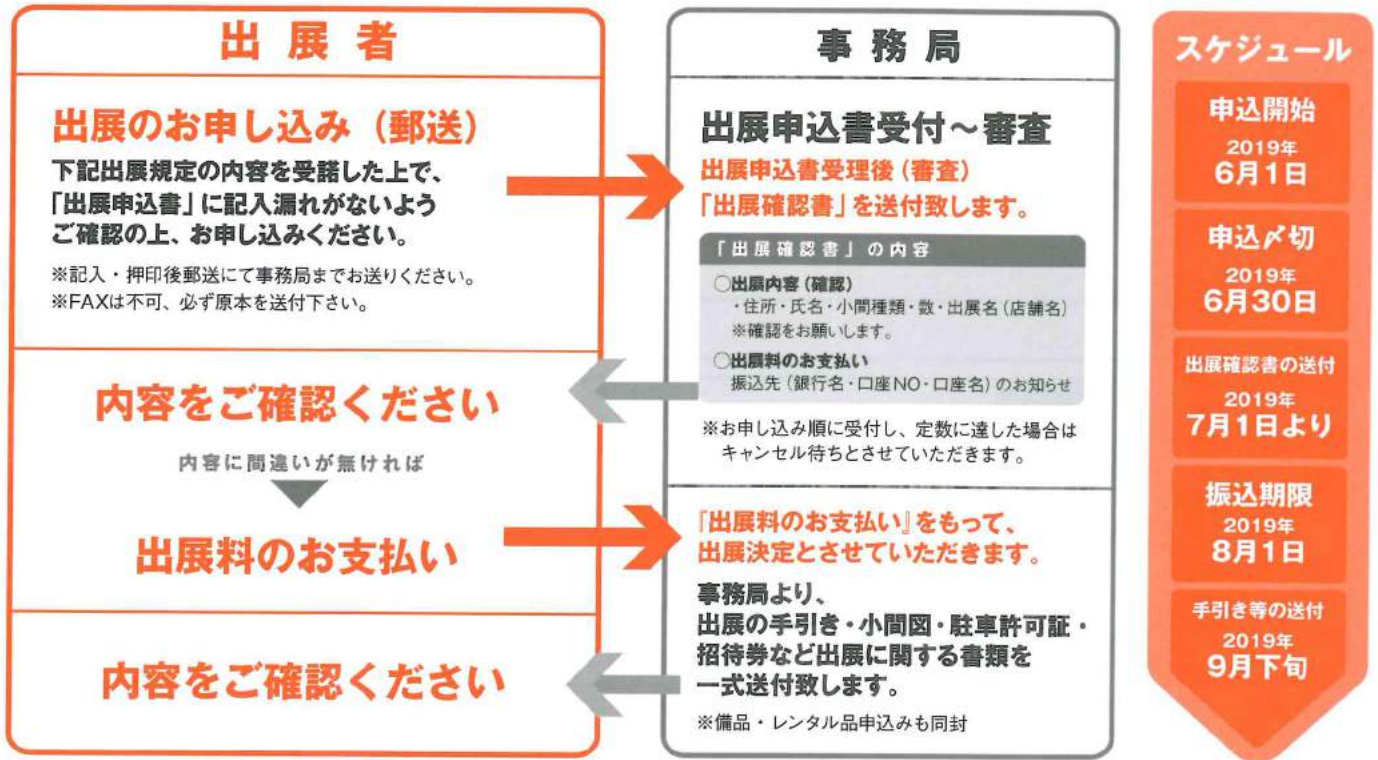 出展者
出展のお申し込み（郵送）
下記出展規定の内容を受諾した上で、
「出展申込書」に記入漏れがないよう
ご確認の上、お申し込みください。
※記入・押印後郵送にて事務局までお送りください。
※FAXは不可、必ず原本を送付下さい。
内容をご確認ください
内容に間違いが無ければ
出展料のお支払い
内容をご確認ください
事務局
出展申込書受付～審査
出展申込書受理後（審査）
「出展確認書」を送付致します。
「出展確認書」の内容
○出展内容（確認）
・住所・氏名・小間種類・数・出展名（店舗名）
※確認をお願いします。
○出展料のお支払い
振込先（銀行名・口座NO・口座名）のお知らせ
※お申し込み順に受付し、定数に達した場合は
キャンセル待ちとさせていただきます。
『出展料のお支払い』をもって、
出展決定とさせていただきます。
事務局より、
出展の手引き・小間図・駐車許可証・
招待券など出展に関する書類を
一式送付致します。
※備品・レンタル品申込みも同封
スケジュール
申込開始
2019年
6月1日
申込〆切
2019年
6月30日
出展確認書の送付
2019年
7月1日より
振込期限
2019年
8月1日
手引き等の送付
2019年
9月下旬